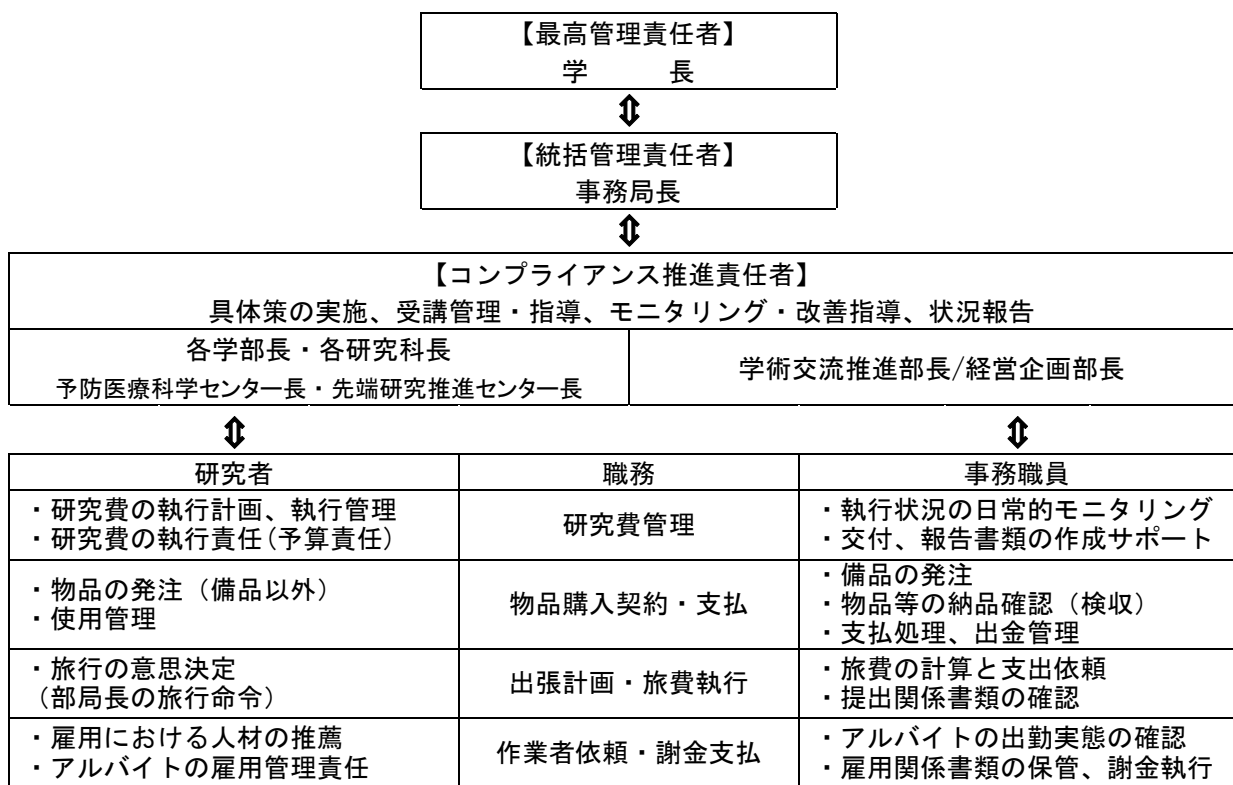 【最高管理責任者】
学　　長
⇕
【統括管理責任者】
事務局長
⇕
【コンプライアンス推進責任者】
具体策の実施、受講管理・指導、モニタリング・改善指導、状況報告
各学部長・各研究科長
予防医療科学センター長・先端研究推進センター長
学術交流推進部長/経営企画部長
⇕ ⇕
研究者 職務 事務職員
・研究費の執行計画、執行管理
・研究費の執行責任（予算責任）
研究費管理
・執行状況の日常的モニタリング
・交付、報告書類の作成サポート
・物品の発注（備品以外）
・使用管理
物品購入契約・支払
・備品の発注
・物品等の納品確認（検収）
・支払処理、出金管理
・旅行の意思決定
（部局長の旅行命令）
出張計画・旅費執行
・旅費の計算と支出依頼
・提出関係書類の確認
・雇用における人材の推薦
・アルバイトの雇用管理責任
作業者依頼・謝金支払
・アルバイトの出勤実態の確認
・雇用関係書類の保管、謝金執行